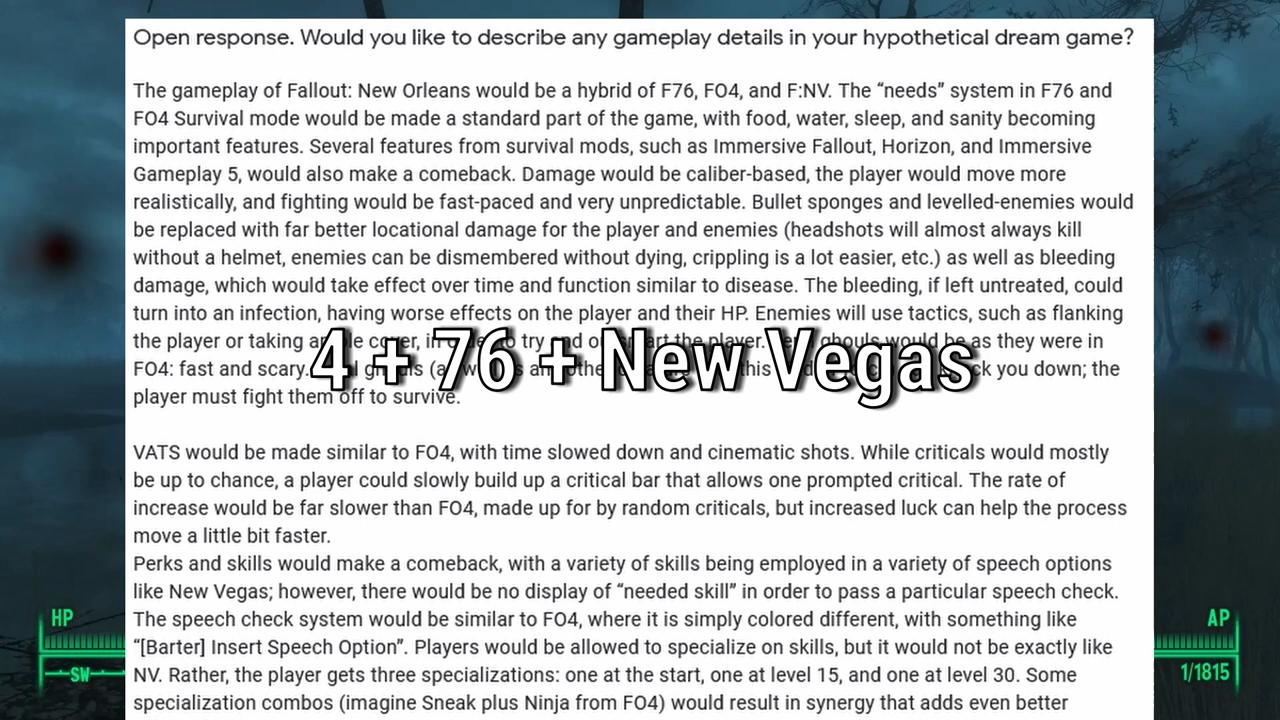 Open response. Would you like to describe any gameplay details in your hypothetical dream game?
The gameplay of Fallout: New Orleans would be a hybrid of F76, FO4, and F:NV. The “needs” system in F76 and
FO4 Survival mode would be made a standard part of the game, with food, water, sleep, and sanity becoming
important features. Several features from survival mods, such as Immersive Fallout, Horizon, and Immersive
Gameplay 5, would also make a comeback. Damage would be caliber-based, the player would move more
realistically, and fighting would be fast-paced and very unpredictable. Bullet sponges and levelled-enemies would
be replaced with far better locational damage for the player and enemies (headshots will almost always kill
without a helmet, enemies can be dismembered without dying, crippling is a lot easier, etc.) as well as bleeding
damage, which would take effect over time and function similar to disease. The bleeding, if left untreated, could
turn into an infection, having worse effects on the player and their HP. Enemies will use tactics, such as flanking
the player or taking try the player. ghouls would be as they were in
4 + 76 + New Vegas
FO4: fast and scary. this you down; the
player must fight them off to survive.
VATS would be made similar to FO4, with time slowed down and cinematic shots. While criticals would mostly
be up to chance, a player could slowly build up a critical bar that allows one prompted critical. The rate of
increase would be far slower than FO4, made up for by random criticals, but increased luck can help the process
move a little bit faster.
Perks and skills would make a comeback, with a variety of skills being employed in a variety of speech options
like New Vegas; however, there would be no display of “needed skill” in order to pass a particular speech check.
The speech check system would be similar to FO4, where it is simply colored different, with something like
“[Barter] Insert Speech Option”. Players would be allowed to specialize on skills, but it would not be exactly like
NV. Rather, the player gets three specializations: one at the start, one at level 15, and one at level 30. Some
specialization combos (imagine Sneak plus Ninja from FO4) would result in synergy that adds even better
HP
SW
AP
1/1815